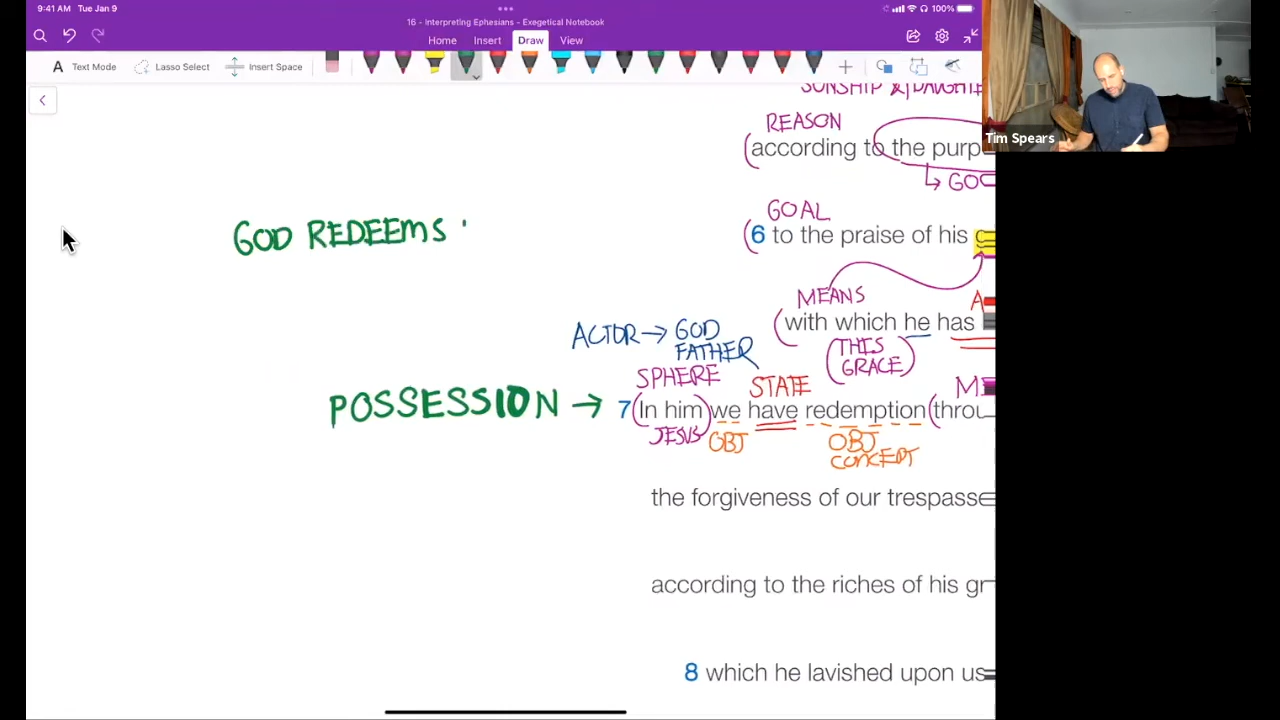 9:41 AM Tue Jan 9
100%
16 - Interpreting Ephesians - Exegetical Notebook
Home Insert Draw View
Text Mode Lasso Select Insert Space
Tim Spears
SONSHIP &/DAUGHTE
REASON
(according to the purp
GOD REDEEMS
GOAL
(6 to the praise of his
MEANS
(with which he has
ACTOR → GOD
FATHER
(THIS
GRACE)
SPHERE
STATE
POSSESSION → 7 (In him) we have redemption (throu
JESUS OBJ OBJ
CONCEPT
the forgiveness of our trespasse
according to the riches of his gr
8 which he lavished upon us